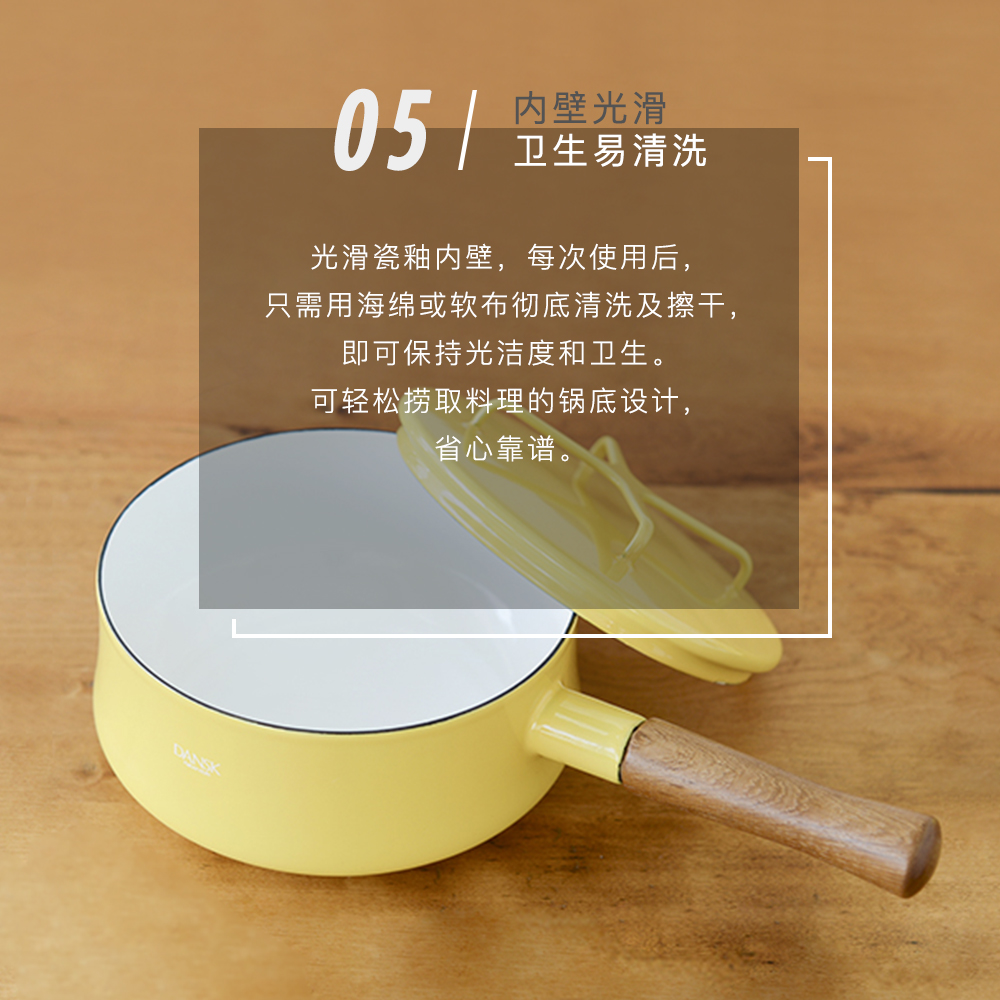 05/
内壁光滑
卫生易清洗
光滑瓷釉内壁，每次使用后，
只需用海绵或软布彻底清洗及擦干，
即可保持光洁度和卫生。
可轻松捞取料理的锅底设计，
省心靠谱。
DANSK